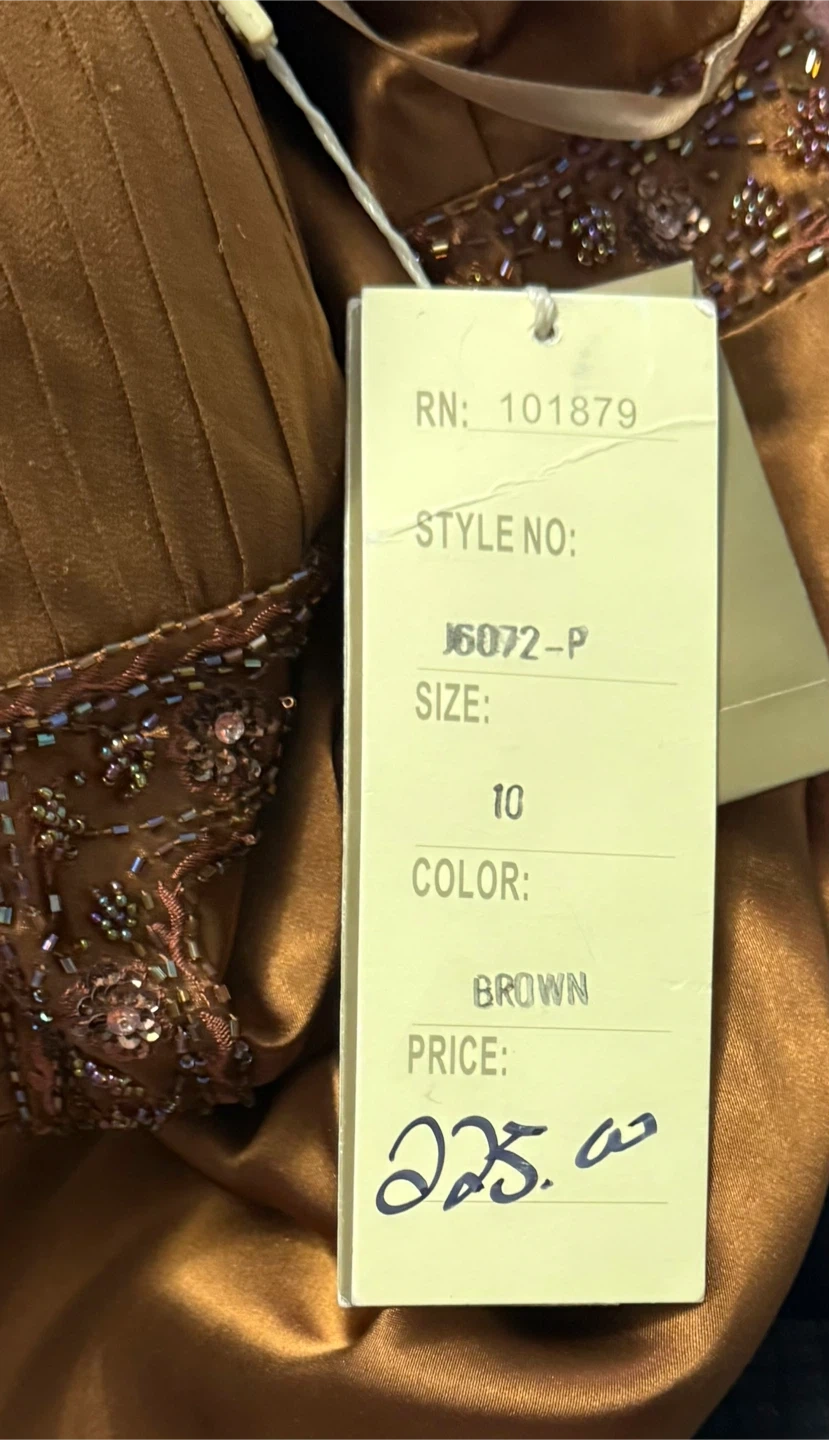 RN: 101879
STYLE NO:
J6072-P
SIZE:
10
COLOR:
BROWN
PRICE:
225.00